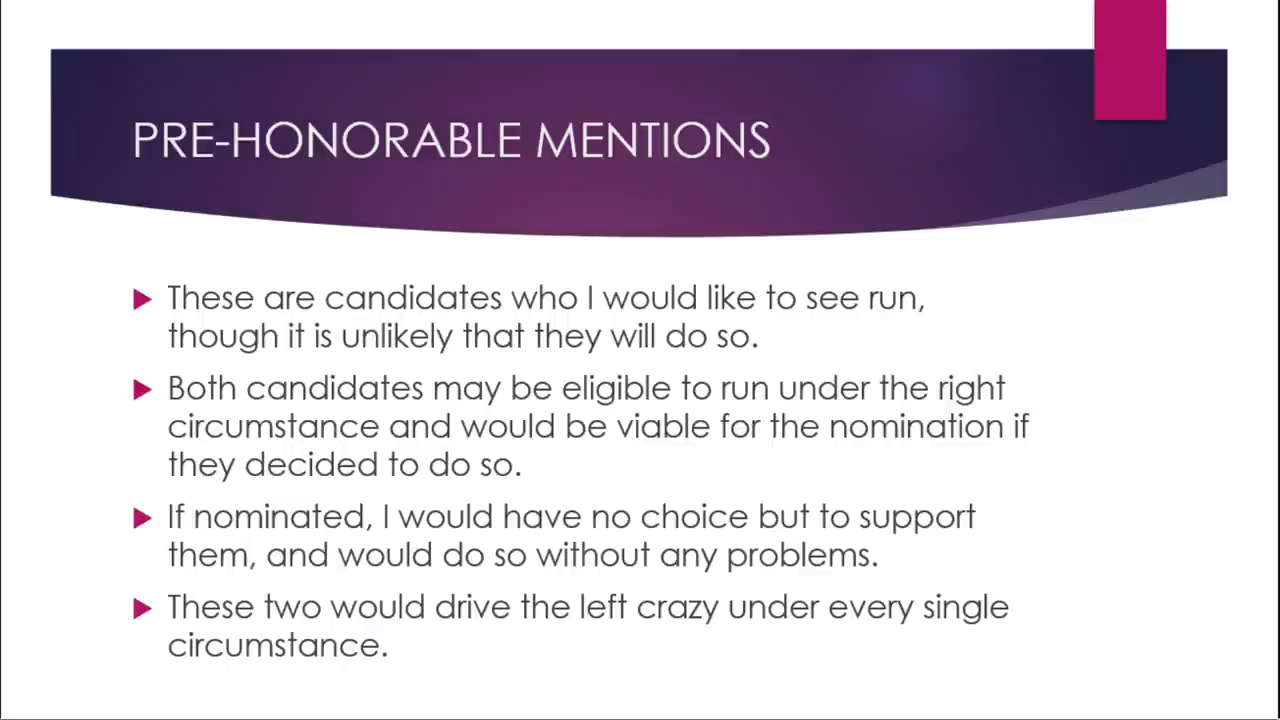 PRE-HONORABLE MENTIONS
These are candidates who I would like to see run,
though it is unlikely that they will do so.
Both candidates may be eligible to run under the right
circumstance and would be viable for the nomination if
they decided to do so.
If nominated, I would have no choice but to support
them, and would do so without any problems.
These two would drive the left crazy under every single
circumstance.